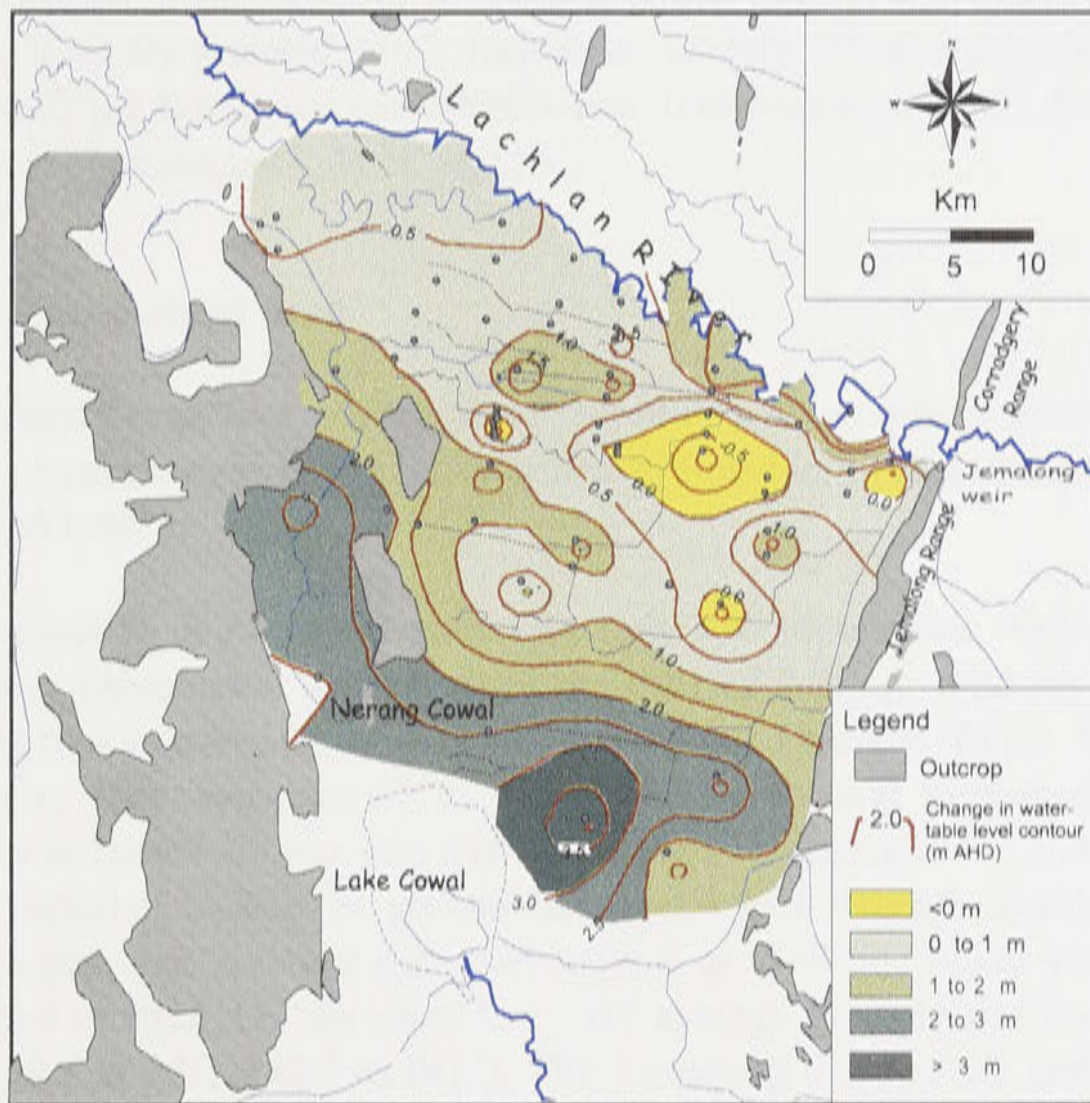 N
W
E
S
S
Km
0 5 10
Lachlan River
0
0.5
1.0
1.5
2.0
-0.5
0.0
0.5
0.0
1.0
1.0
2.0
3.0
Corradgery
Range
Jemalong
weir
Jemalong Range
Nerang Cowal
Lake Cowal
Legend
Outcrop
2.0
Change in water-
table level contour
(m AHD)
<0 m
0 to 1 m
1 to 2 m
2 to 3 m
> 3 m